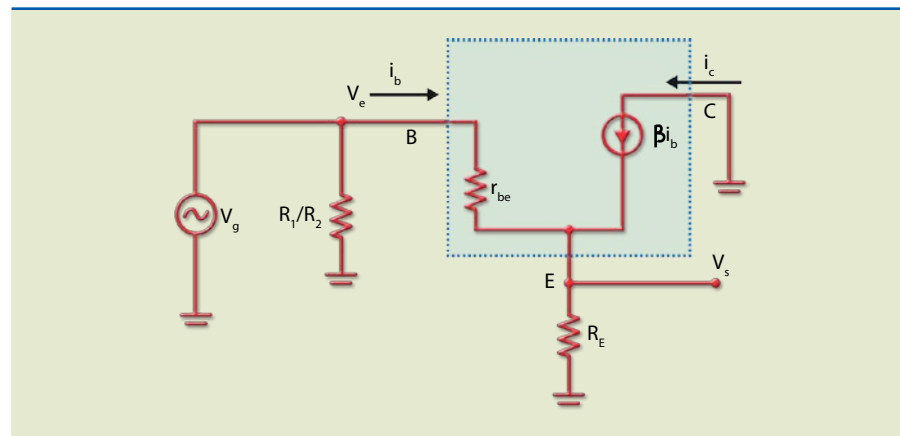 i_b
V_e
i_c
B
C
βi_b
r_be
V_g
R_1/R_2
E
V_s
R_E